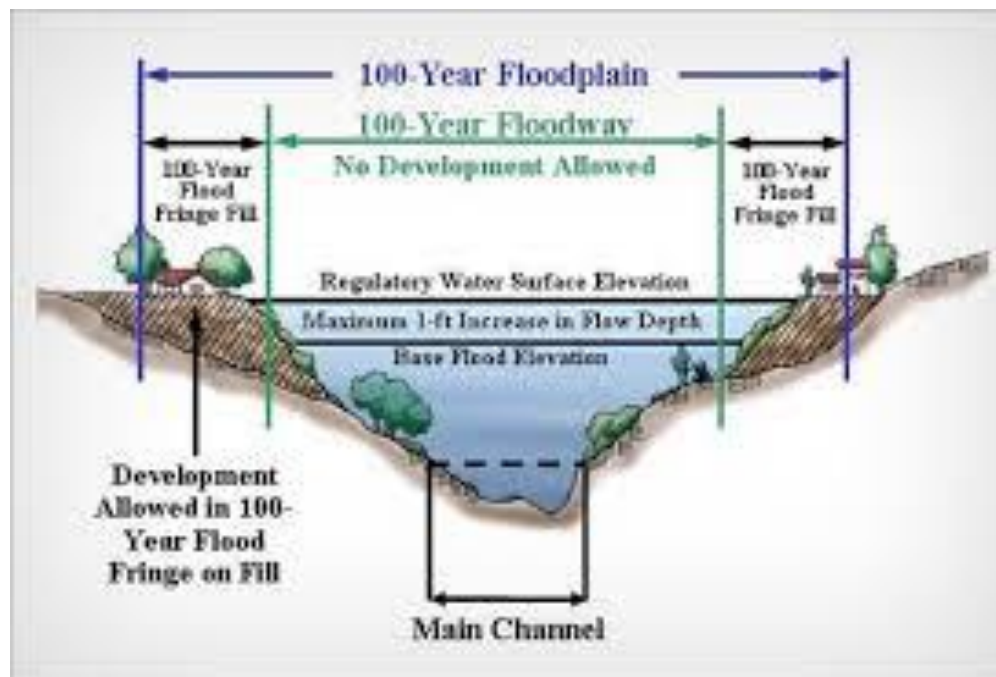 100-Year Floodplain
100-Year Floodway
No Development Allowed
100-Year
Flood
Fringe Fill
100-Year
Flood
Fringe Fill
Regulatory Water Surface Elevation
Maximum 1-ft Increase in Flow Depth
Base Flood Elevation
Development
Allowed in 100-
Year Flood
Fringe on Fill
Main Channel